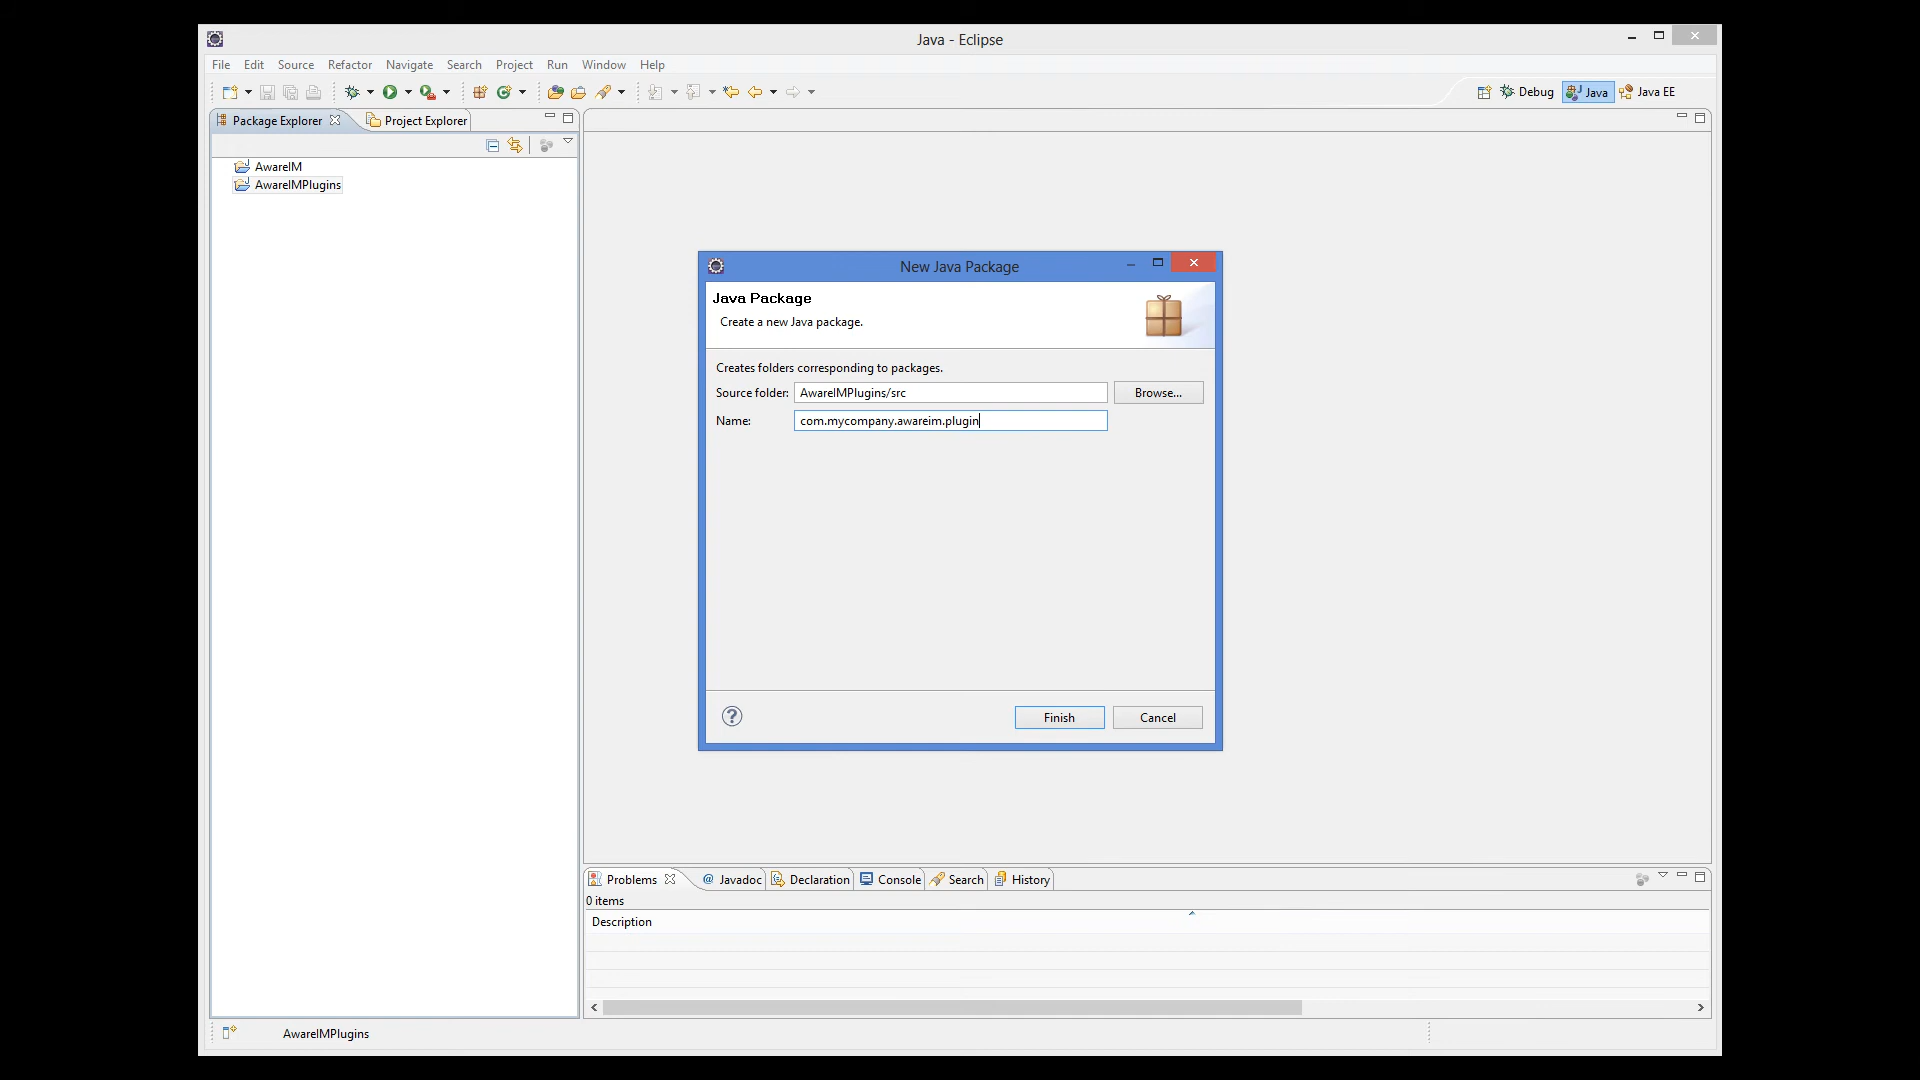 Java - Eclipse
File Edit Source Refactor Navigate Search Project Run Window Help
Debug Java Java EE
Package Explorer Project Explorer
AwareIM
AwareIMPlugins
New Java Package
Java Package
Create a new Java package.
Creates folders corresponding to packages.
Source folder: AwareIMPlugins/src Browse...
Name: com.mycompany.awareim.plugin
? Finish Cancel
Problems @ Javadoc Declaration Console Search History
0 items
Description
AwareIMPlugins